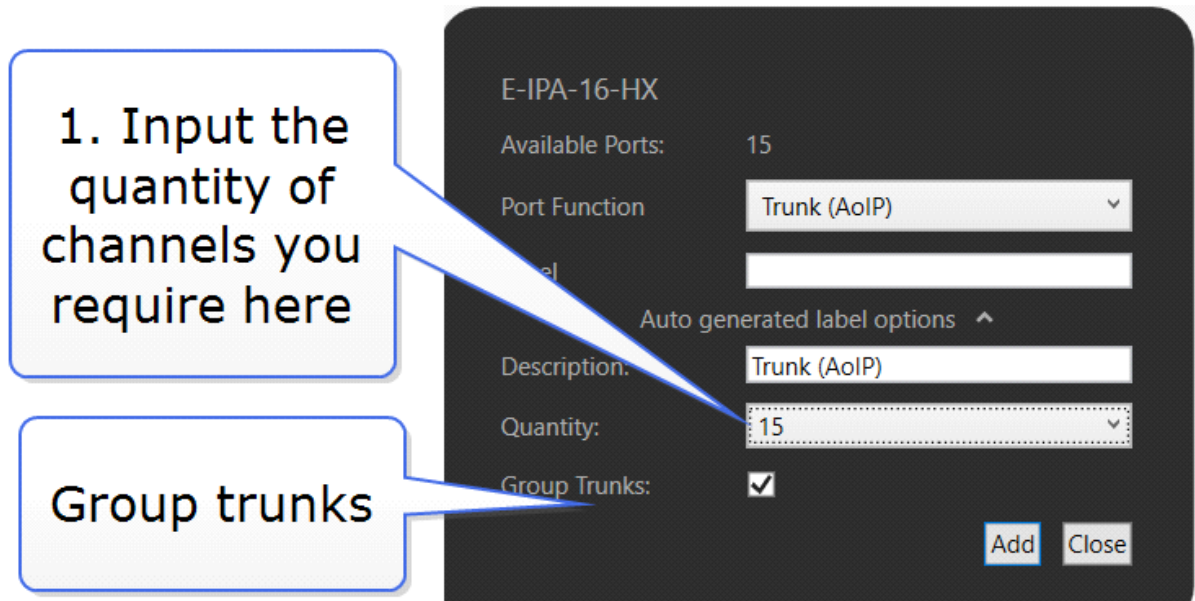 1. Input the
quantity of
channels you
require here
Group trunks
E-IPA-16-HX
Available Ports: 15
Port Function Trunk (AoIP)
el
Auto generated label options
Description: Trunk (AoIP)
Quantity: 15
Group Trunks:
Add Close